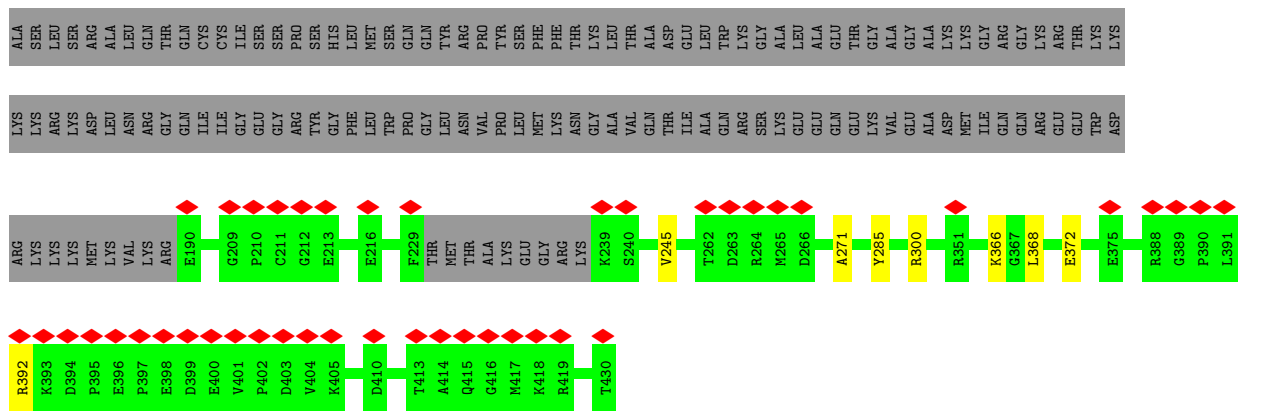 ALA SER LEU SER ARG ALA LEU GLN THR GLN CYS CYS ILE SER SER PRO SER HIS LEU MET SER GLN GLN TYR ARG PRO TYR SER PHE PHE THR LYS LEU THR ALA ASP GLU LEU TRP LYS GLY ALA LEU ALA GLU THR GLY ALA GLY ALA LYS LYS GLY ARG GLY LYS ARG THR LYS LYS
LYS LYS ARG LYS ASP LEU ASN ARG GLY GLN ILE ILE GLY GLU GLY ARG TYR GLY PHE LEU TRP PRO GLY LEU ASN VAL PRO LEU MET LYS ASN GLY ALA VAL GLN THR ILE ALA GLN ARG SER LYS GLU GLU GLN GLU LYS VAL GLU ALA ASP MET ILE GLN GLN ARG GLU GLU TRP ASP
ARG LYS LYS LYS MET LYS VAL LYS ARG E190 G209 P210 C211 G212 E213 E216 F229 THR MET THR ALA LYS GLU GLY ARG LYS K239 S240 V245 T262 D263 R264 M265 D266 A271 Y285 R300 R351 K366 G367 L368 E372 E375 R388 G389 P390 L391
R392 K393 D394 P395 E396 P397 E398 D399 E400 V401 P402 D403 V404 K405 D410 T413 A414 Q415 G416 M417 K418 R419 T430